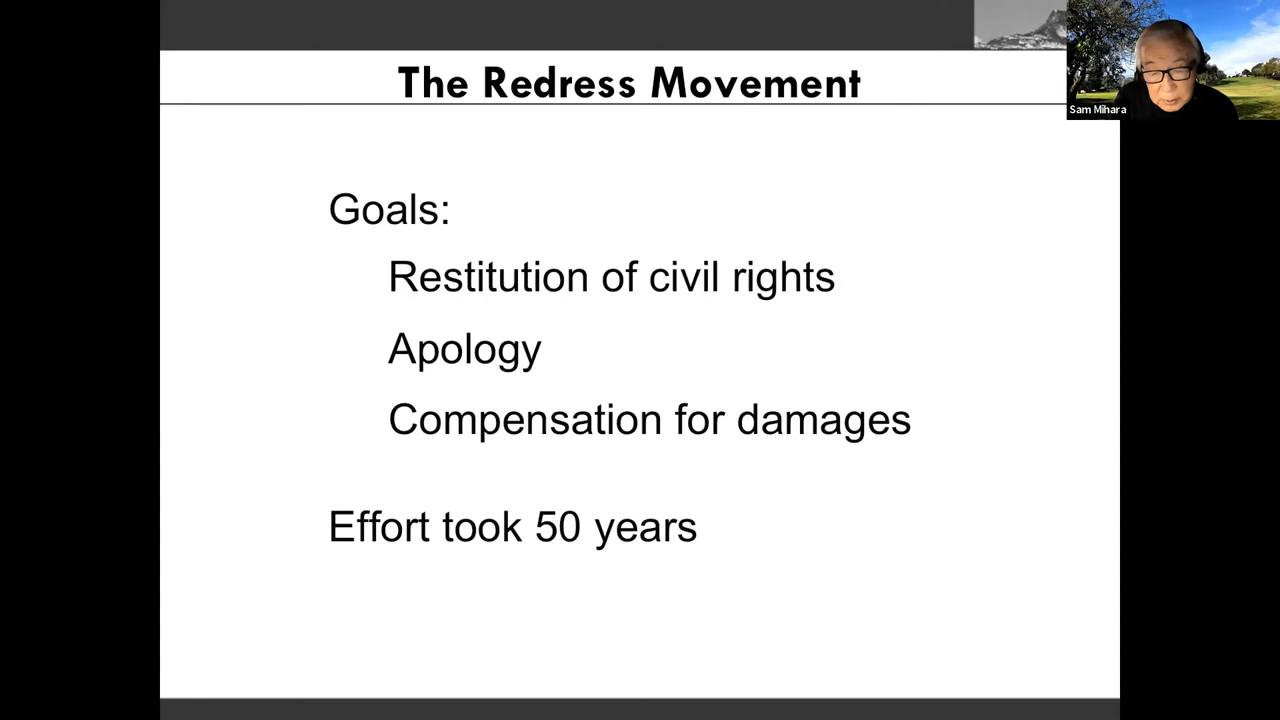 The Redress Movement
Sam Mihara
Goals:
Restitution of civil rights
Apology
Compensation for damages
Effort took 50 years